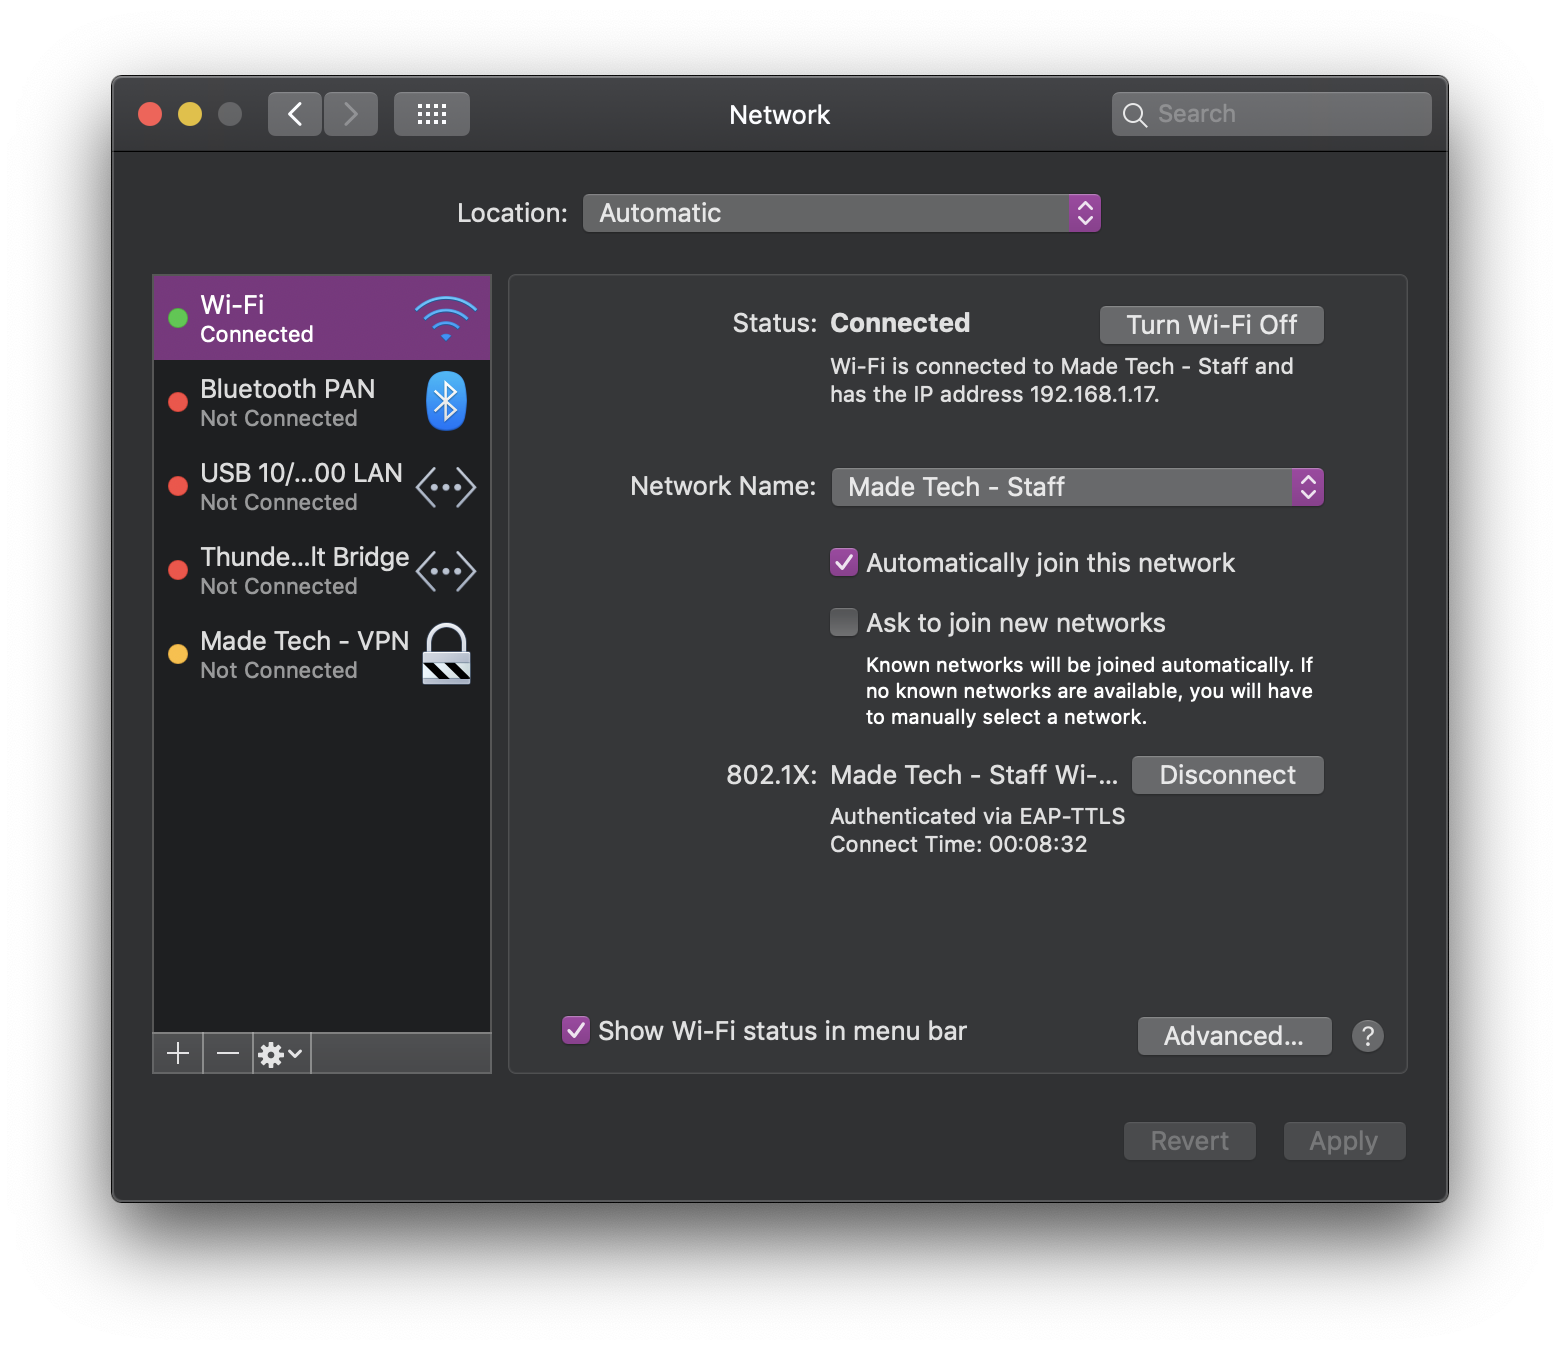 Network
Search
Location:
Automatic
Wi-Fi
Connected
Bluetooth PAN
Not Connected
USB 10/...00 LAN
Not Connected
Thunde...lt Bridge
Not Connected
Made Tech - VPN
Not Connected
Status: Connected
Turn Wi-Fi Off
Wi-Fi is connected to Made Tech - Staff and
has the IP address 192.168.1.17.
Network Name: Made Tech - Staff
Automatically join this network
Ask to join new networks
Known networks will be joined automatically. If
no known networks are available, you will have
to manually select a network.
802.1X: Made Tech - Staff Wi-...
Disconnect
Authenticated via EAP-TTLS
Connect Time: 00:08:32
Show Wi-Fi status in menu bar
Advanced...
?
Revert
Apply